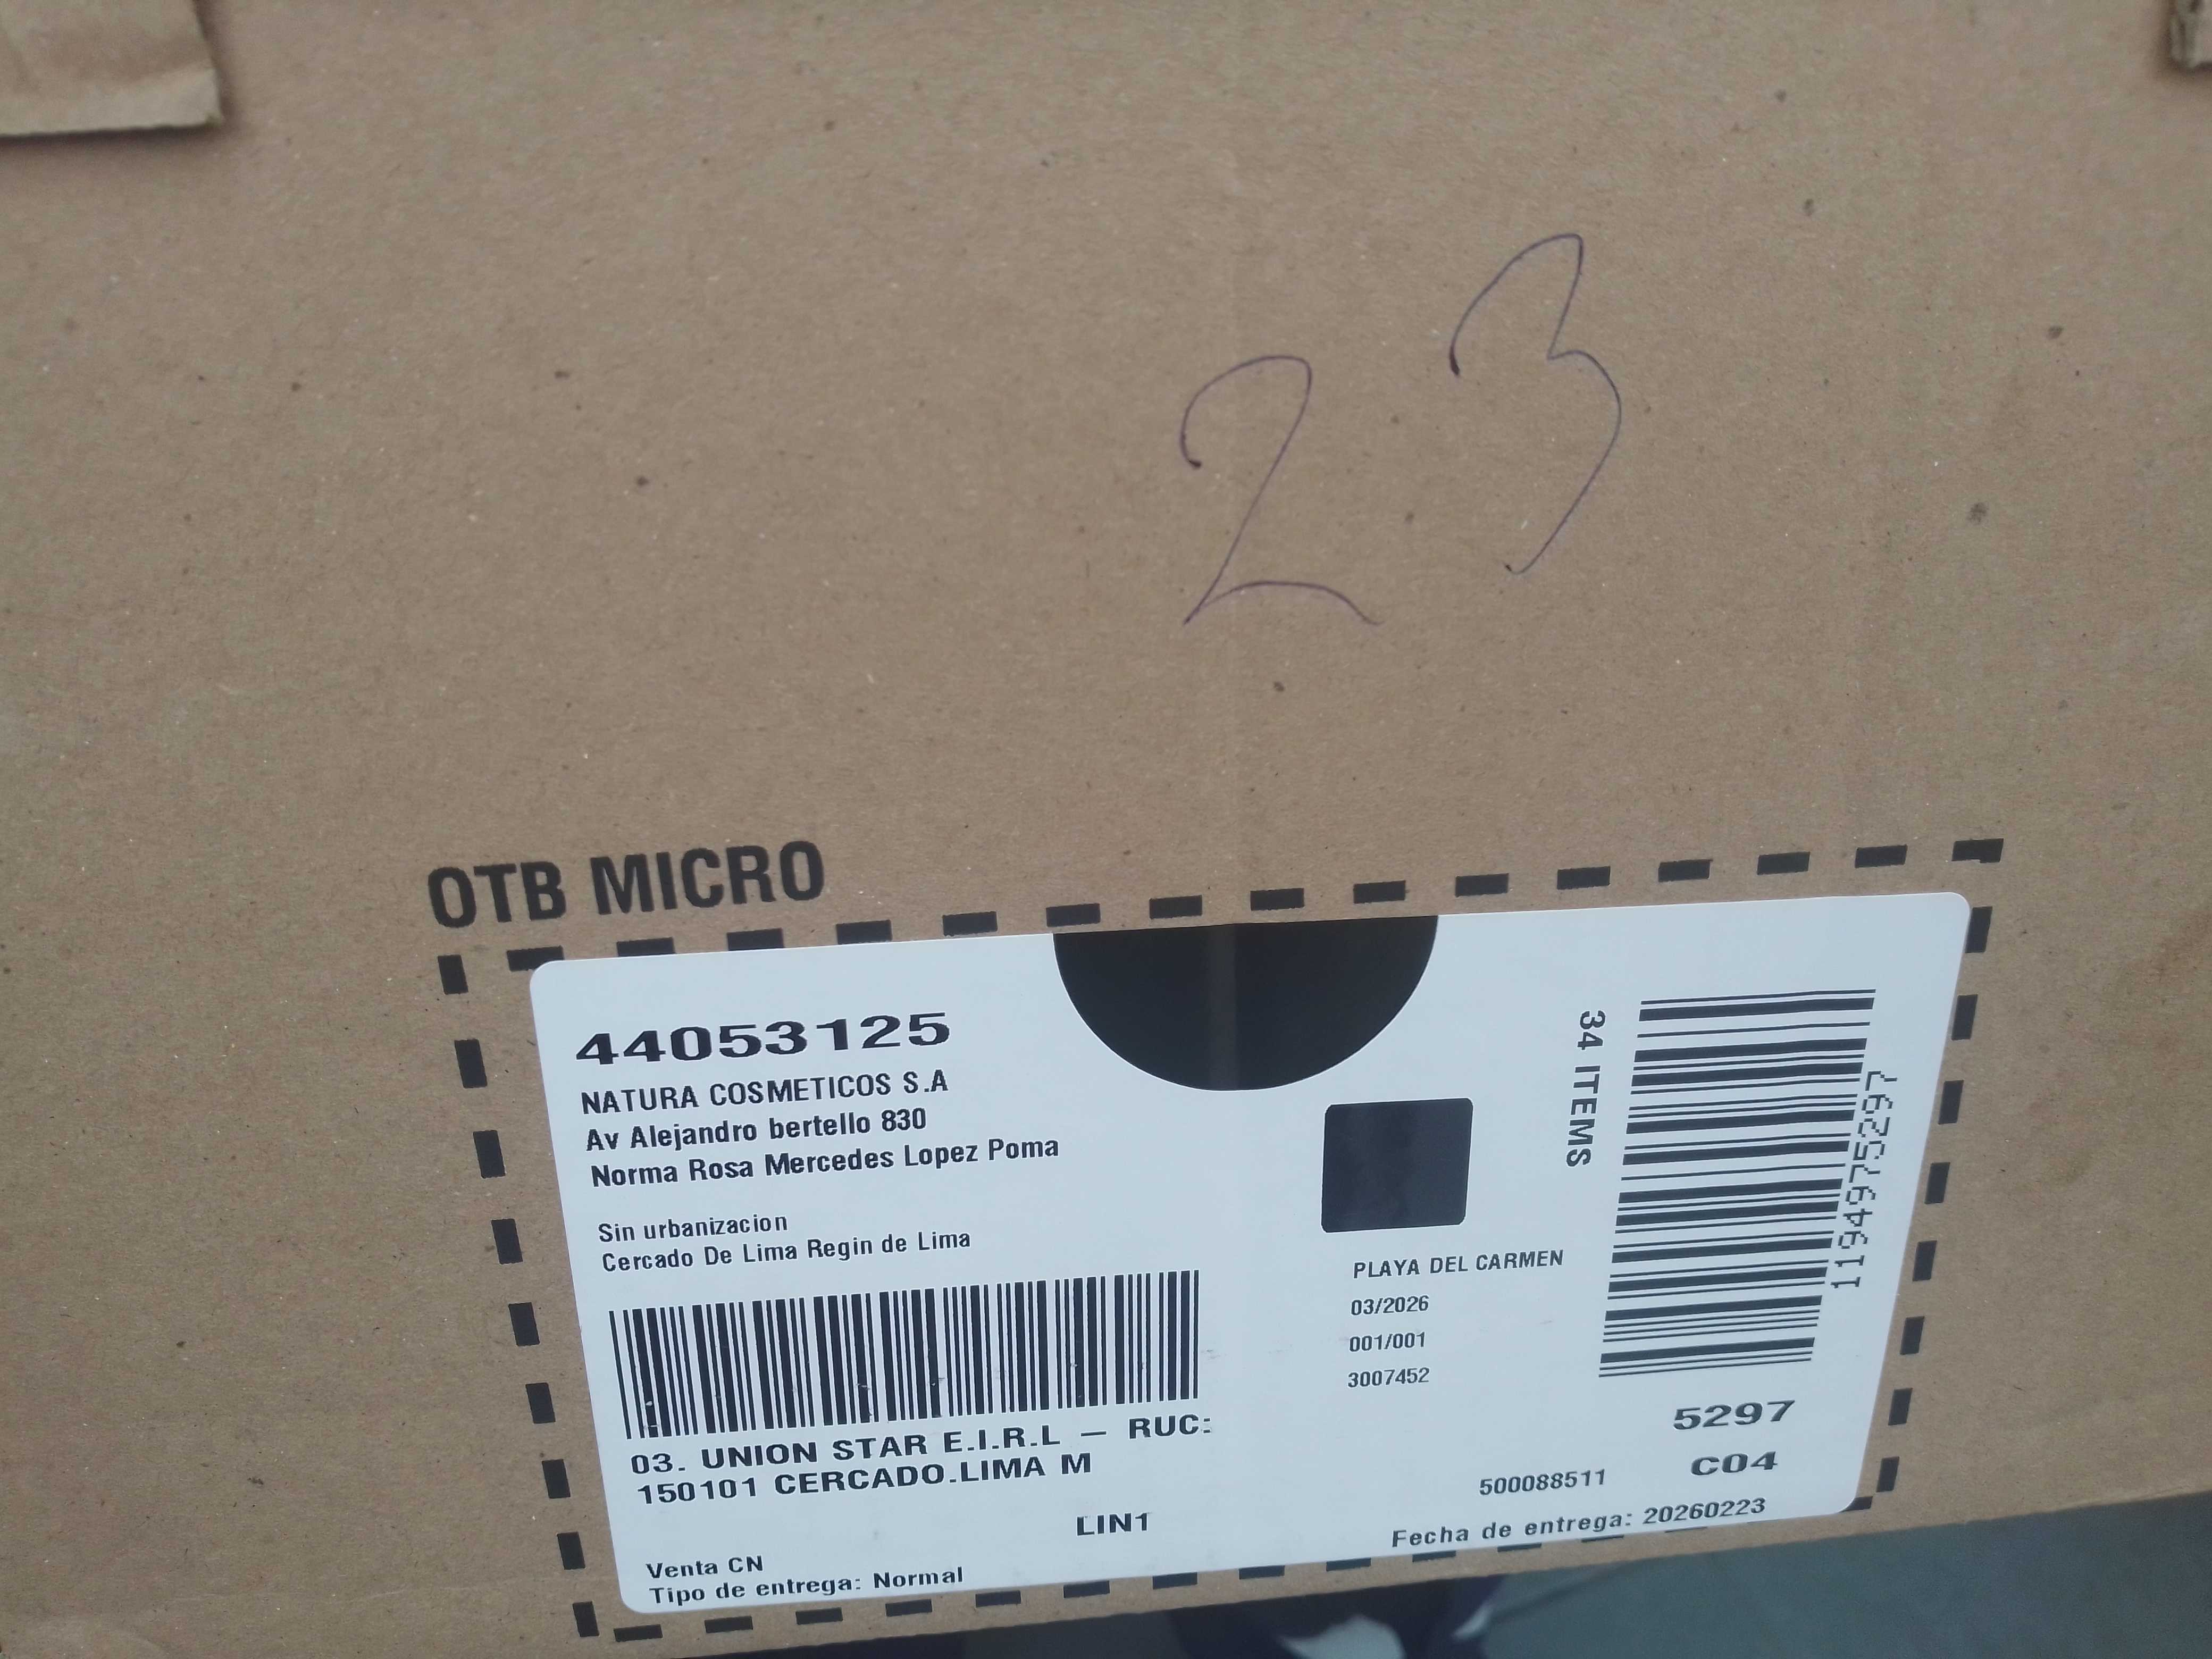 23
OTB MICRO
44053125
NATURA COSMETICOS S.A
Av Alejandro bertello 830
Norma Rosa Mercedes Lopez Poma
Sin urbanizacion
Cercado De Lima Regin de Lima
03. UNION STAR E.I.R.L – RUC:
150101 CERCADO.LIMA M
LIN1
Venta CN
Tipo de entrega: Normal
34 ITEMS
11964975297
PLAYA DEL CARMEN
03/2026
001/001
3007452
5297
C04
500088511
Fecha de entrega: 20260223